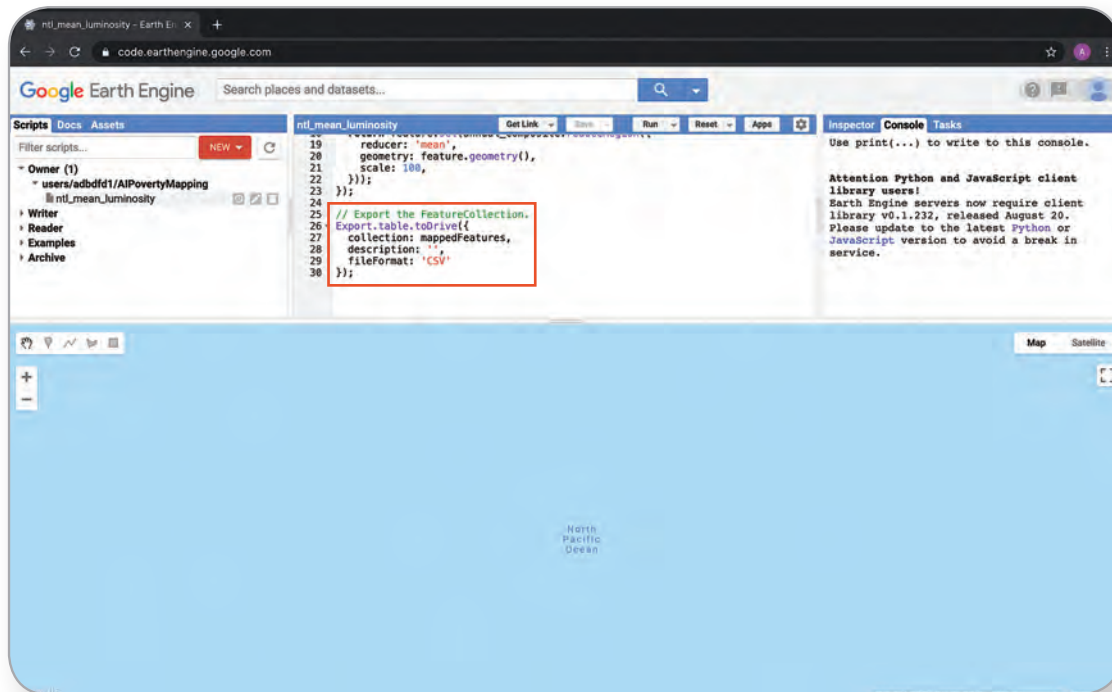 ntl_mean_luminosity - Earth En
code.earthengine.google.com
A
Google Earth Engine
Search places and datasets...
Scripts Docs Assets
Filter scripts...
NEW
Owner (1)
users/adbdfd1/AIPovertyMapping
ntl_mean_luminosity
Writer
Reader
Examples
Archive
ntl_mean_luminosity
Get Link Save Run Reset Apps
19 reducer: 'mean',
20 geometry: feature.geometry(),
21 scale: 100,
22 }));
23 });
24
25 // Export the FeatureCollection.
26 Export.table.toDrive({
27 collection: mappedFeatures,
28 description: '',
29 fileFormat: 'CSV'
30 });
Inspector Console Tasks
Use print(...) to write to this console.
Attention Python and JavaScript client
library users!
Earth Engine servers now require client
library v0.1.232, released August 20.
Please update to the latest Python or
JavaScript version to avoid a break in
service.
Map Satellite
North
Pacific
Ocean